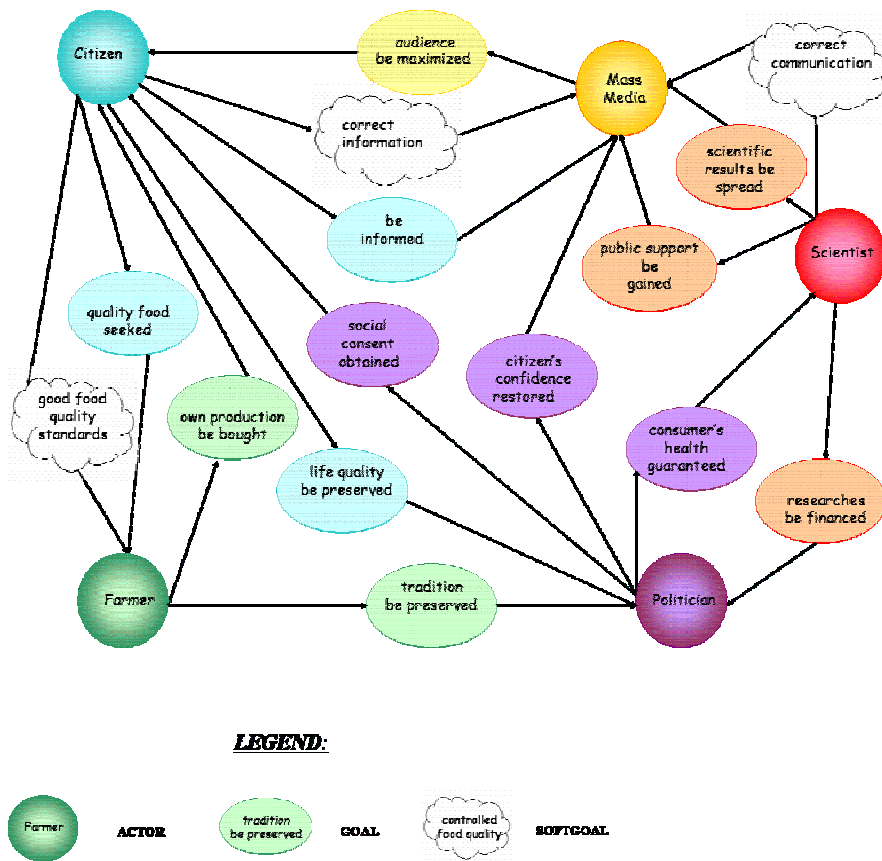 Citizen
audience
be maximized
Mass
Media
correct
communication
correct
information
scientific
results be
spread
be
informed
public support
be
gained
Scientist
quality food
seeked
social
consent
obtained
citizen's
confidence
restored
good food
quality
standards
own production
be bought
consumer's
health
guaranteed
life quality
be preserved
researches
be financed
Farmer
tradition
be preserved
Politician
LEGEND:
Farmer
ACTOR
tradition
be preserved
GOAL
controlled
food quality
SOFTGOAL